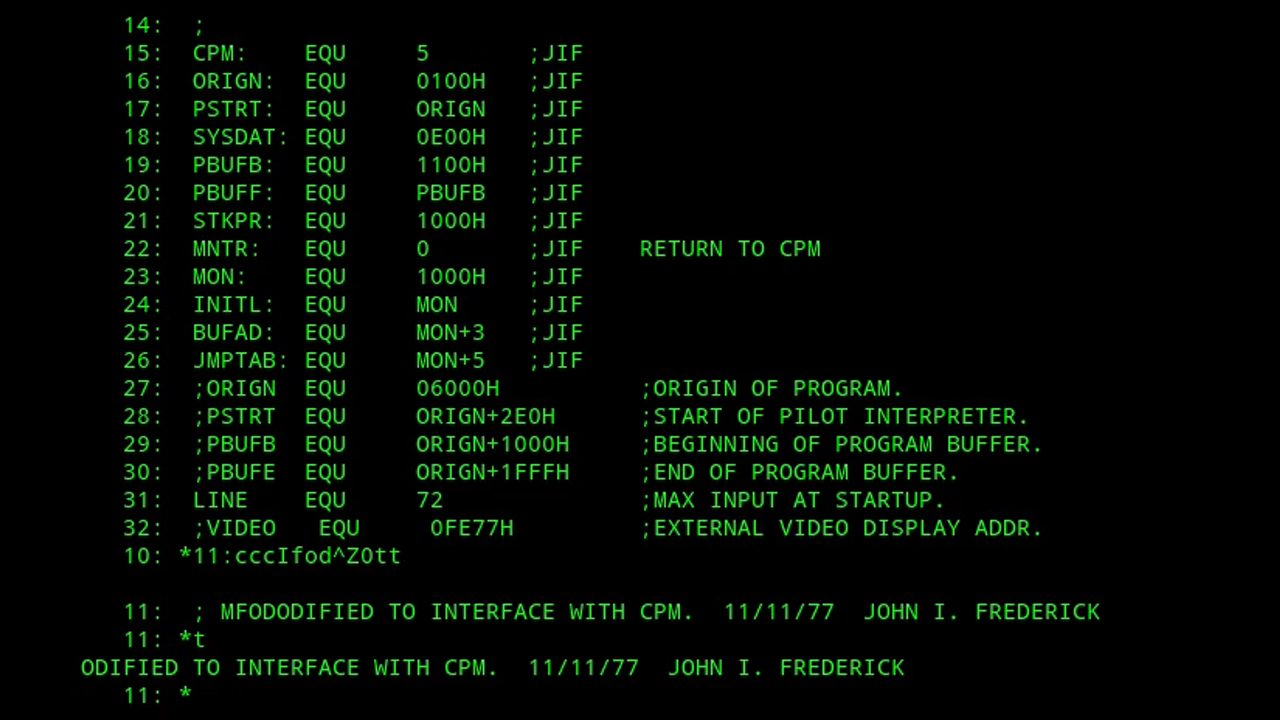 14:  ;
15:  CPM:    EQU     5       ;JIF
16:  ORIGN:  EQU     0100H   ;JIF
17:  PSTRT:  EQU     ORIGN   ;JIF
18:  SYSDAT: EQU     0E00H   ;JIF
19:  PBUFB:  EQU     1100H   ;JIF
20:  PBUFF:  EQU     PBUFB   ;JIF
21:  STKPR:  EQU     1000H   ;JIF
22:  MNTR:   EQU     0       ;JIF    RETURN TO CPM
23:  MON:    EQU     1000H   ;JIF
24:  INITL:  EQU     MON     ;JIF
25:  BUFAD:  EQU     MON+3   ;JIF
26:  JMPTAB: EQU     MON+5   ;JIF
27:  ;ORIGN  EQU     06000H          ;ORIGIN OF PROGRAM.
28:  ;PSTRT  EQU     ORIGN+2E0H      ;START OF PILOT INTERPRETER.
29:  ;PBUFB  EQU     ORIGN+1000H     ;BEGINNING OF PROGRAM BUFFER.
30:  ;PBUFE  EQU     ORIGN+1FFFH     ;END OF PROGRAM BUFFER.
31:  LINE    EQU     72              ;MAX INPUT AT STARTUP.
32:  ;VIDEO   EQU     0FE77H         ;EXTERNAL VIDEO DISPLAY ADDR.
10: *11:cccIfod^Z0tt
11:  ; MFODODIFIED TO INTERFACE WITH CPM.  11/11/77  JOHN I. FREDERICK
11: *t
ODIFIED TO INTERFACE WITH CPM.  11/11/77  JOHN I. FREDERICK
11: *